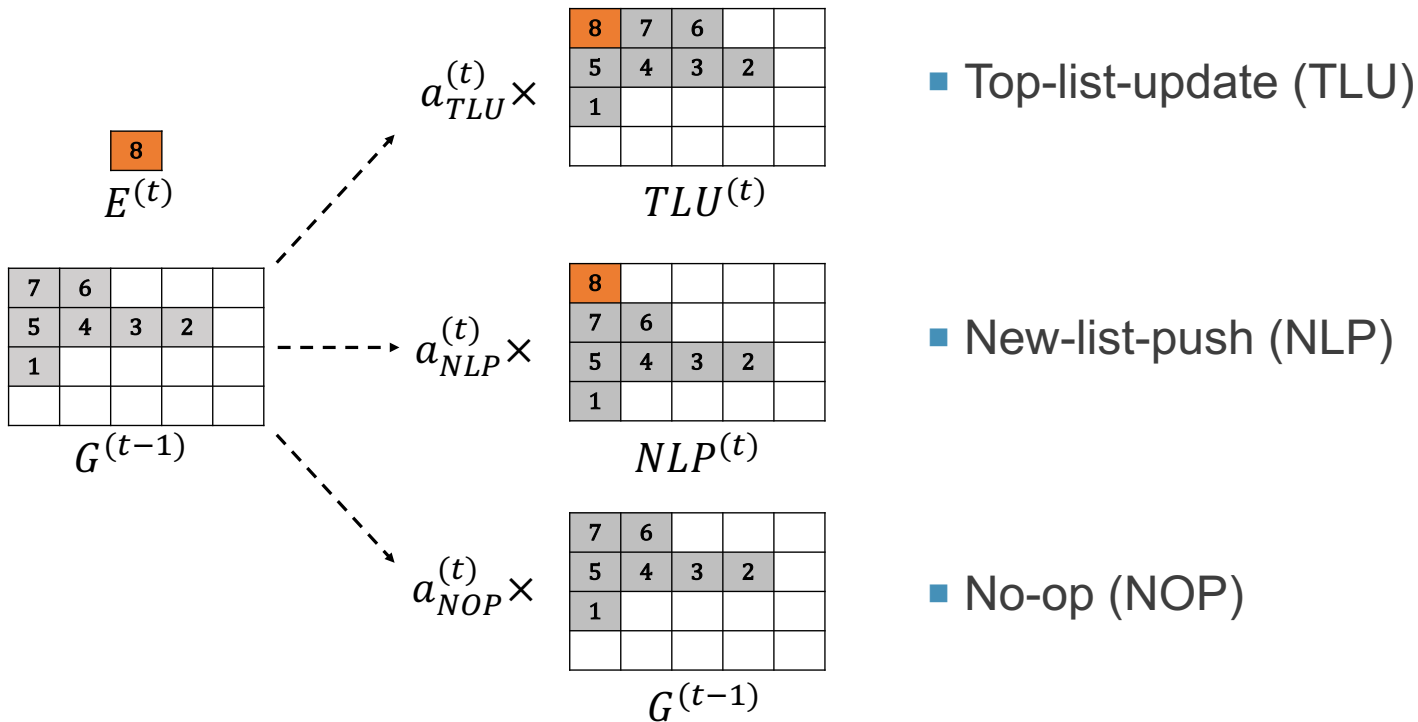 8
E^(t)
7 6
5 4 3 2
1
G^(t−1)
a_TLU^(t) ×
8 7 6
5 4 3 2
1
TLU^(t)
Top-list-update (TLU)
a_NLP^(t) ×
8
7 6
5 4 3 2
1
NLP^(t)
New-list-push (NLP)
a_NOP^(t) ×
7 6
5 4 3 2
1
G^(t−1)
No-op (NOP)